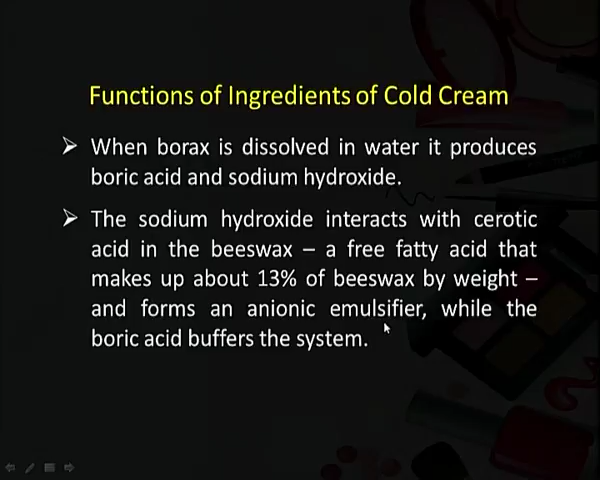 Functions of Ingredients of Cold Cream
When borax is dissolved in water it produces
boric acid and sodium hydroxide.
The sodium hydroxide interacts with cerotic
acid in the beeswax – a free fatty acid that
makes up about 13% of beeswax by weight –
and forms an anionic emulsifier, while the
boric acid buffers the system.